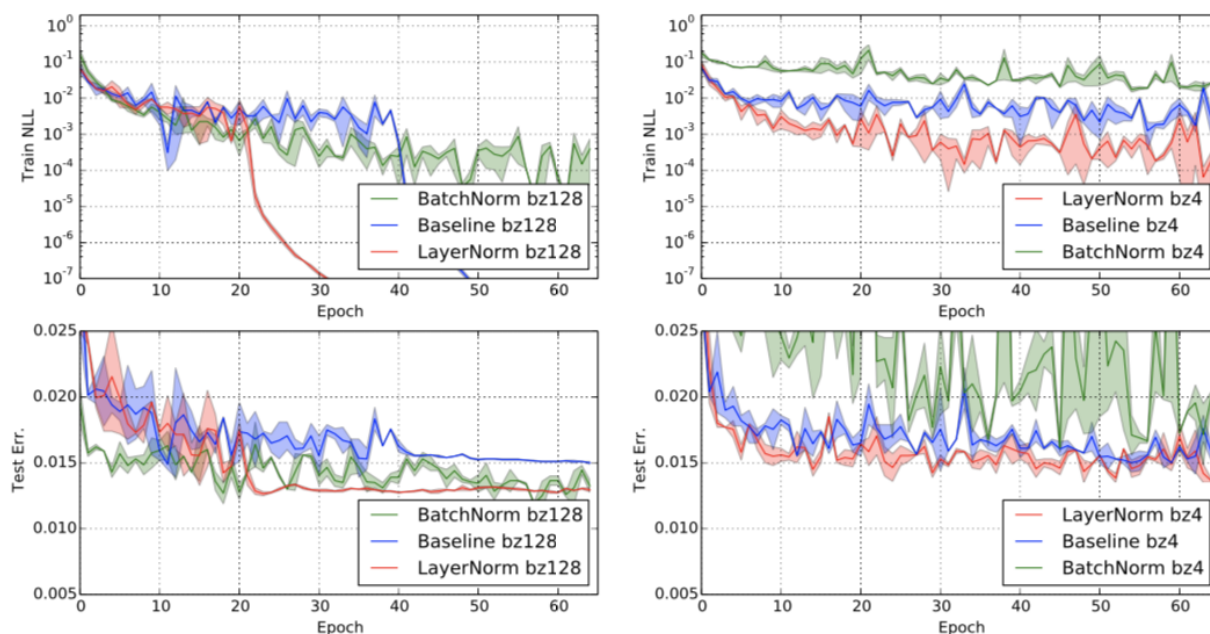 10⁰
10⁻¹
10⁻²
10⁻³
10⁻⁴
10⁻⁵
10⁻⁶
10⁻⁷
Train NLL
BatchNorm bz128
Baseline bz128
LayerNorm bz128
0 10 20 30 40 50 60
Epoch
10⁰
10⁻¹
10⁻²
10⁻³
10⁻⁴
10⁻⁵
10⁻⁶
10⁻⁷
Train NLL
LayerNorm bz4
Baseline bz4
BatchNorm bz4
0 10 20 30 40 50 60
Epoch
0.025
0.020
0.015
0.010
0.005
Test Err.
BatchNorm bz128
Baseline bz128
LayerNorm bz128
0 10 20 30 40 50 60
Epoch
0.025
0.020
0.015
0.010
0.005
Test Err.
LayerNorm bz4
Baseline bz4
BatchNorm bz4
0 10 20 30 40 50 60
Epoch